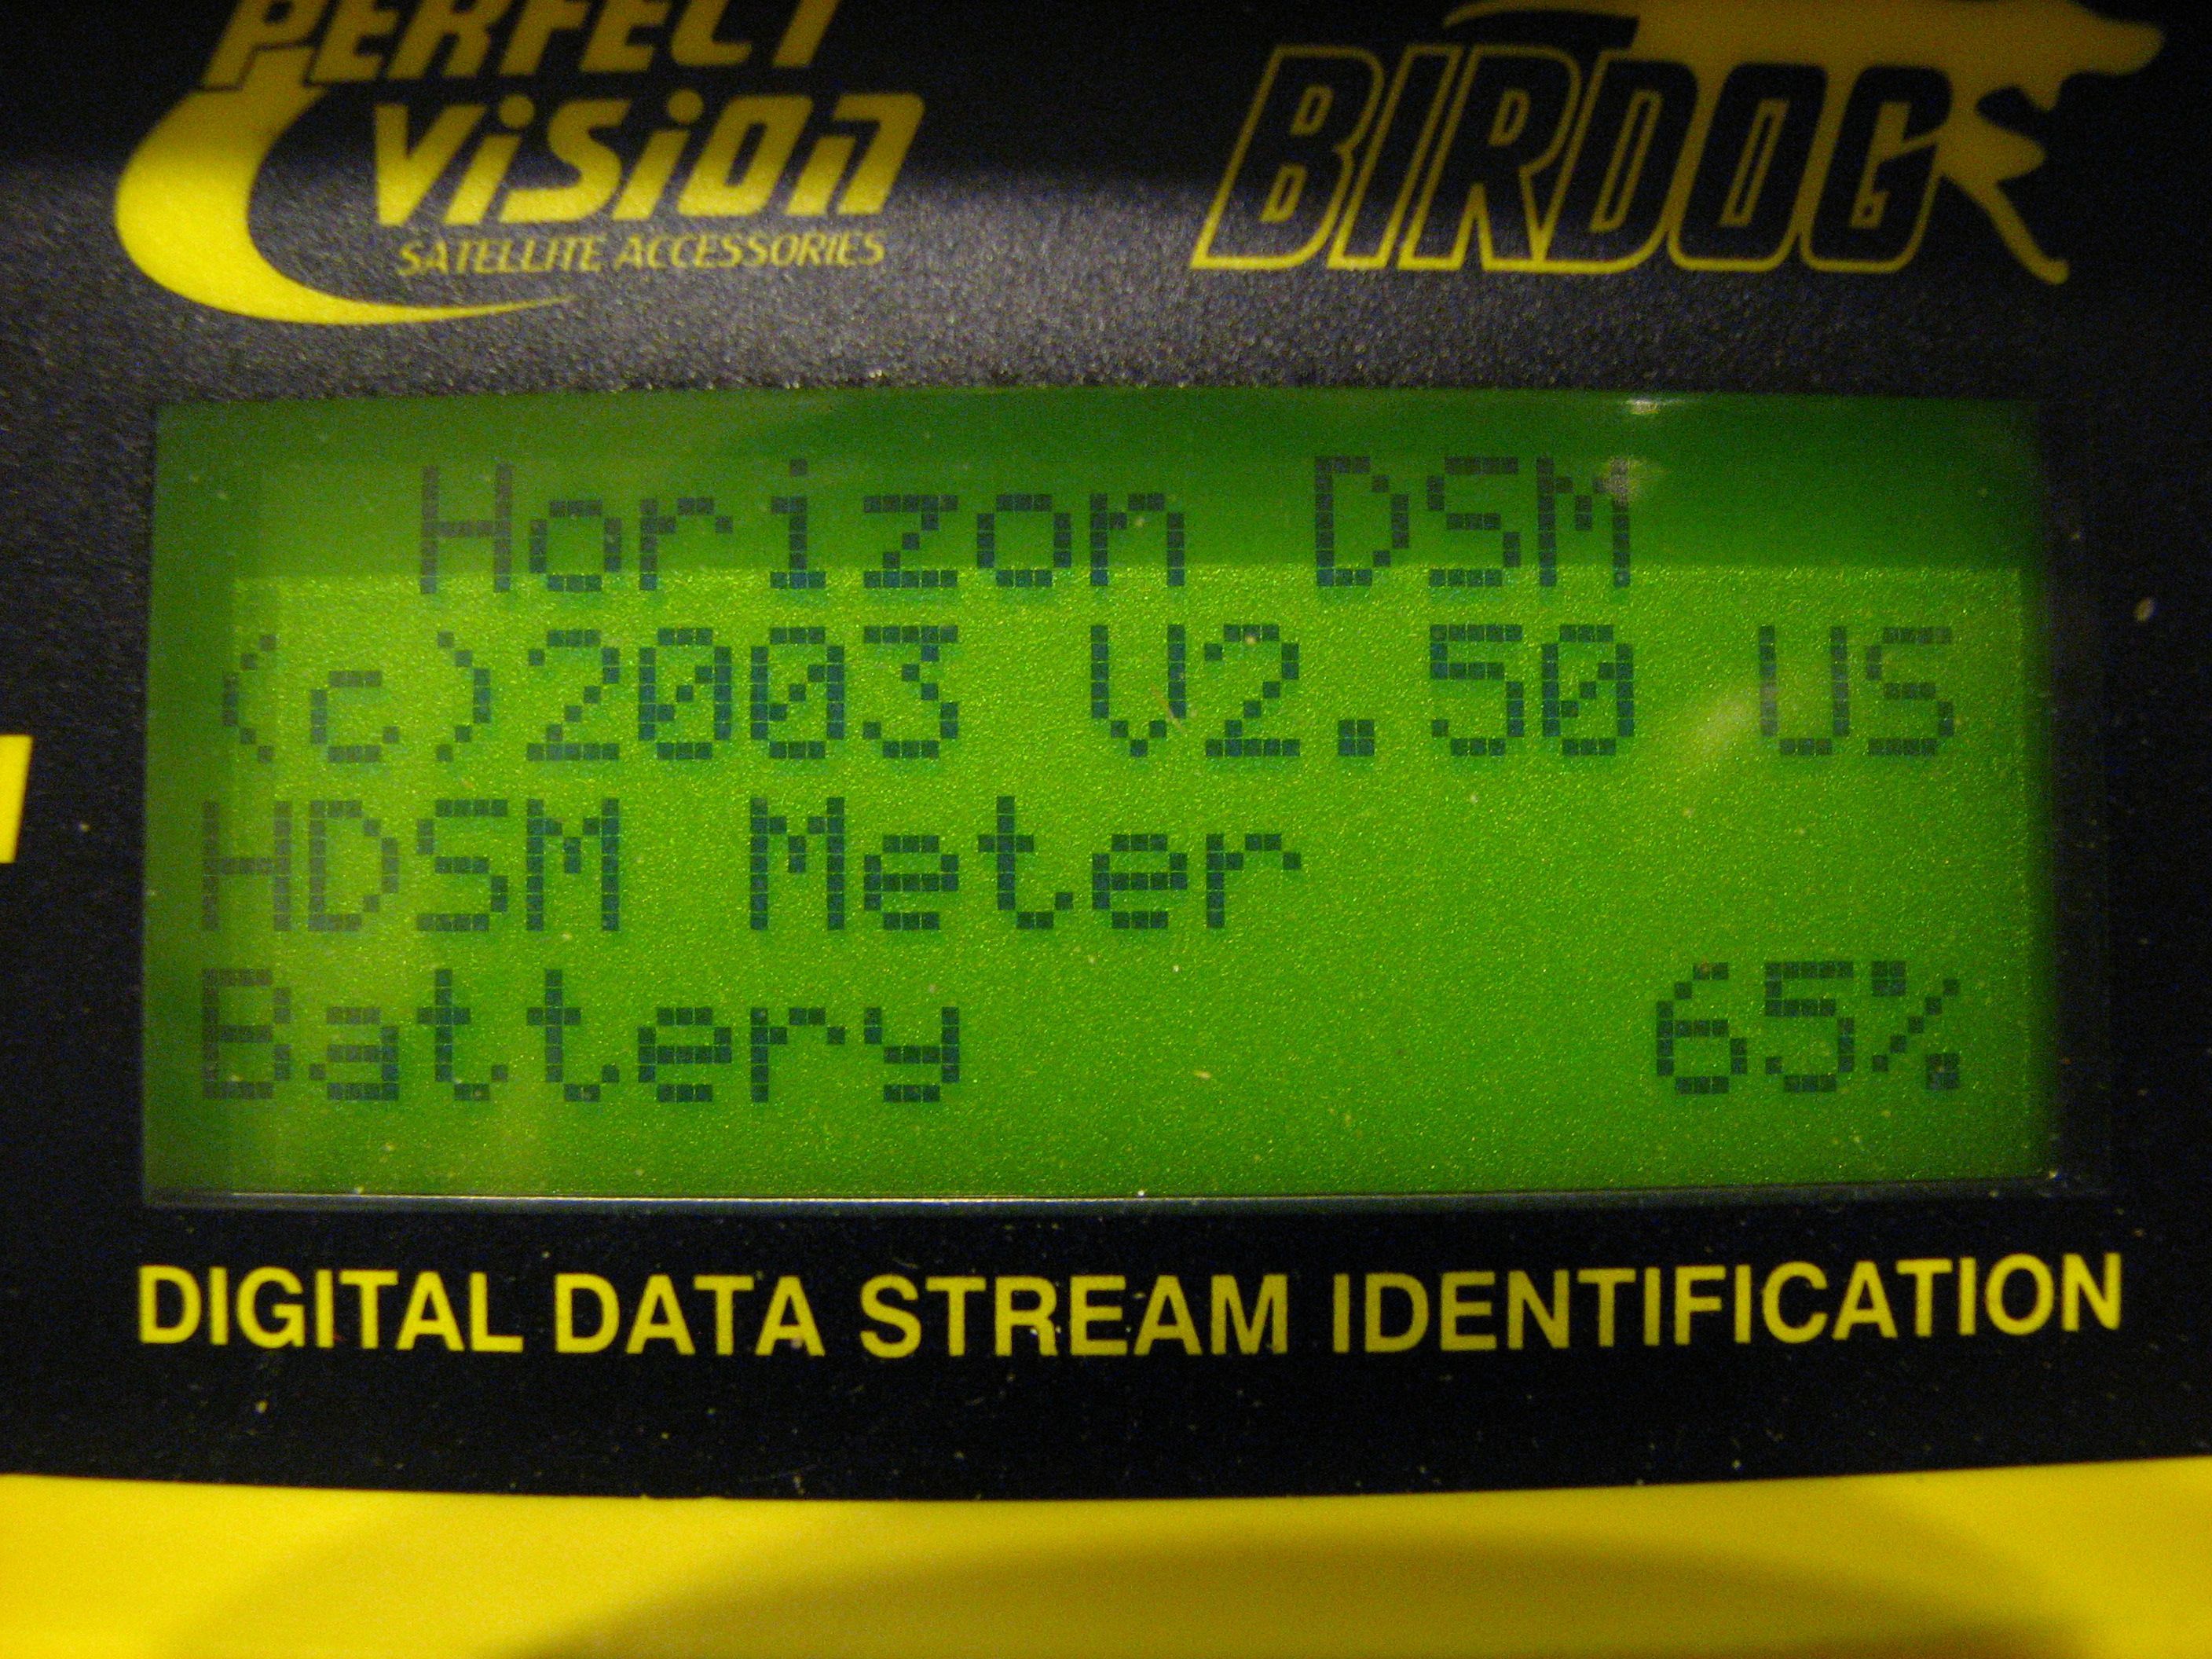 PERFECT
ViSiON
SATELLITE ACCESSORIES
BIRDOG
Horizon DSM
(c)2003 V2.50 US
HDSM Meter
Battery 65%
DIGITAL DATA STREAM IDENTIFICATION